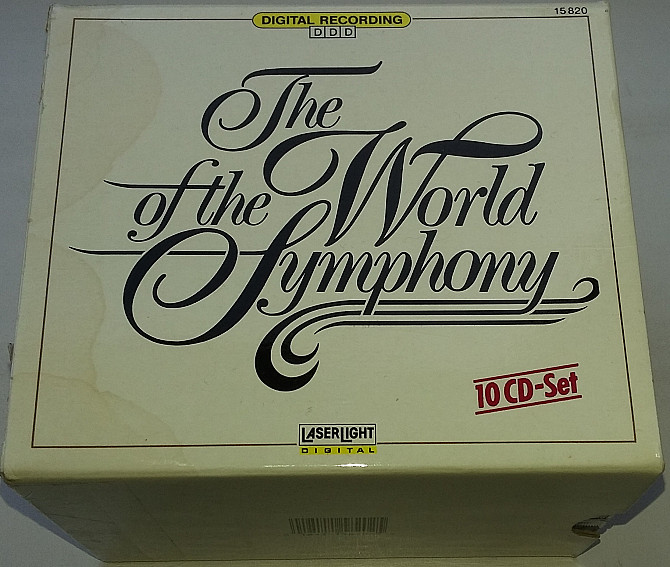 DIGITAL RECORDING
DDD
15 820
The
World
of the
Symphony
10 CD-Set
LASERLIGHT
DIGITAL